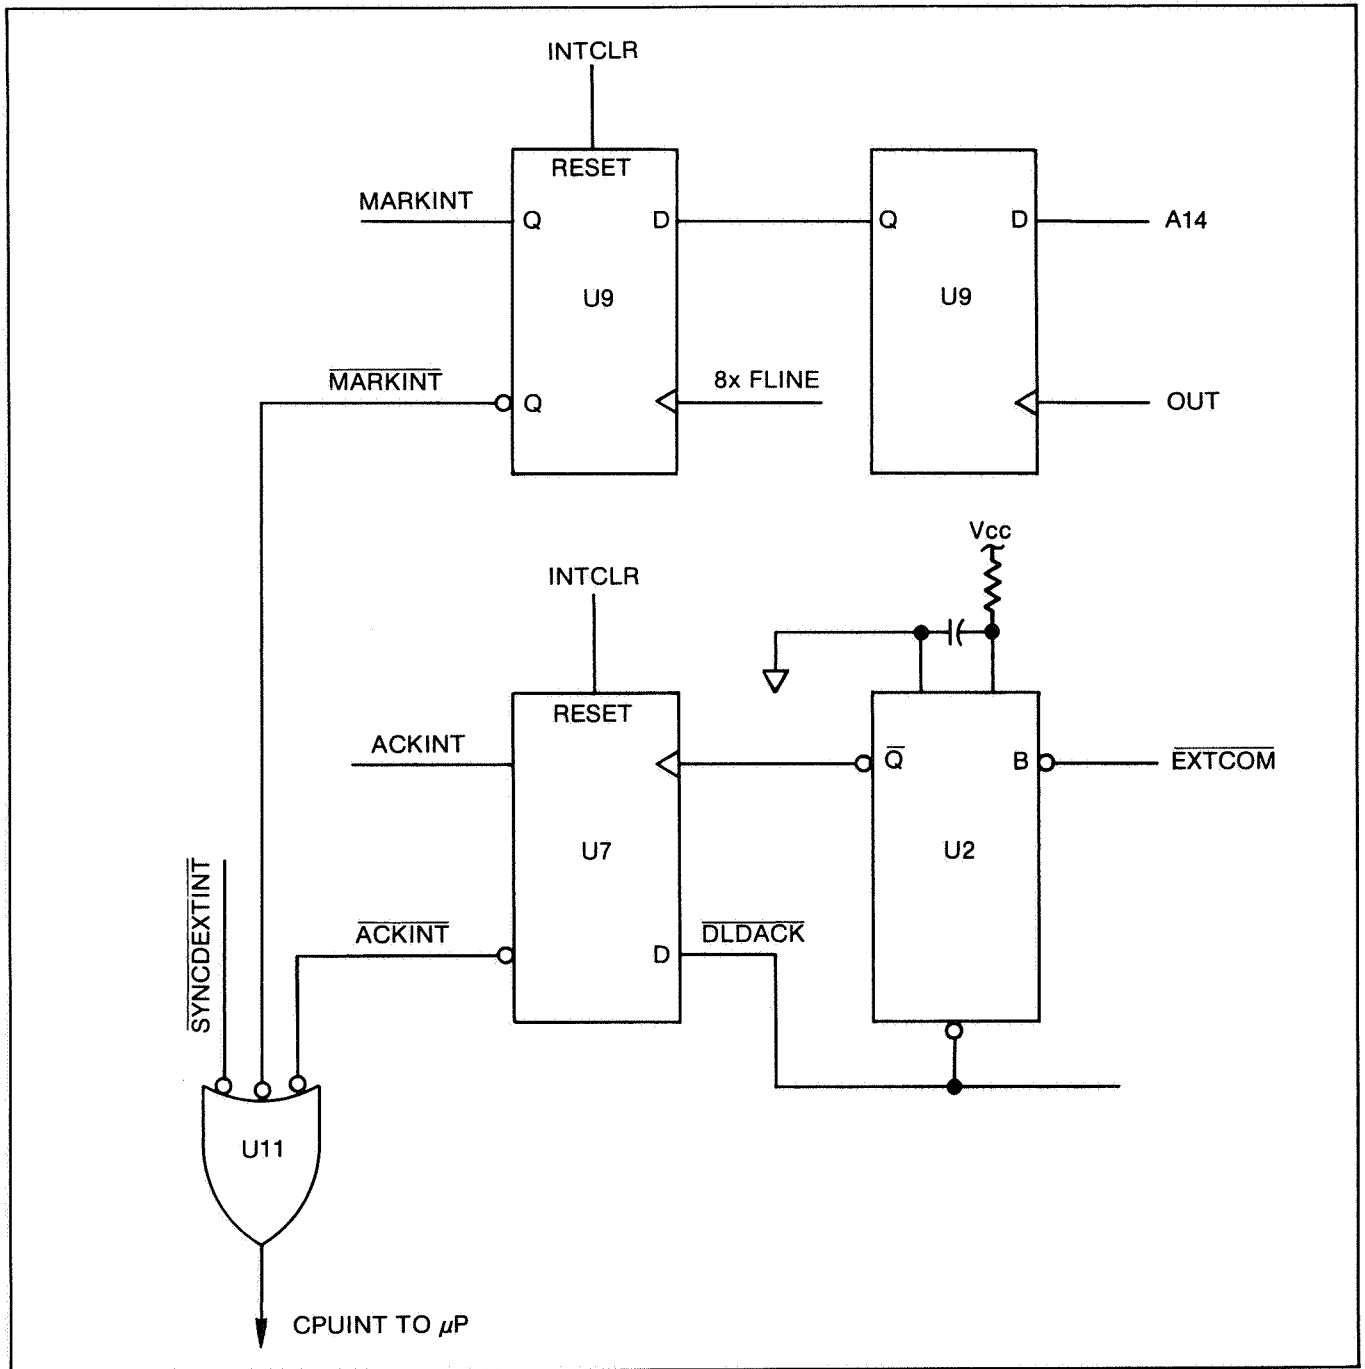 INTCLR
RESET
MARKINT
Q
D
Q
D
A14
U9
U9
MARKINT
Q
8x FLINE
OUT
Vcc
INTCLR
RESET
ACKINT
Q̅
B
EXTCOM
U7
U2
SYNCDEXTINT
ACKINT
D
DLDACK
U11
CPUINT TO μP